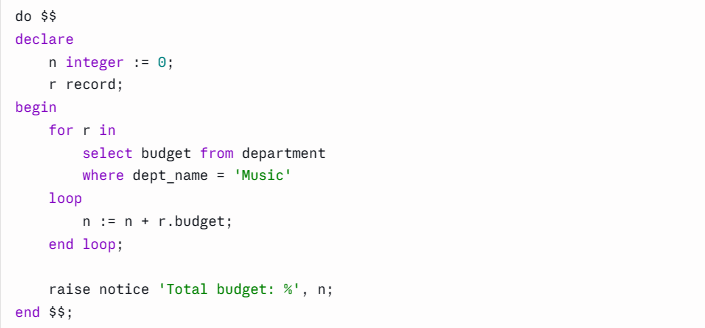 do $$
declare
    n integer := 0;
    r record;
begin
    for r in
        select budget from department
        where dept_name = 'Music'
    loop
        n := n + r.budget;
    end loop;

    raise notice 'Total budget: %', n;
end $$;